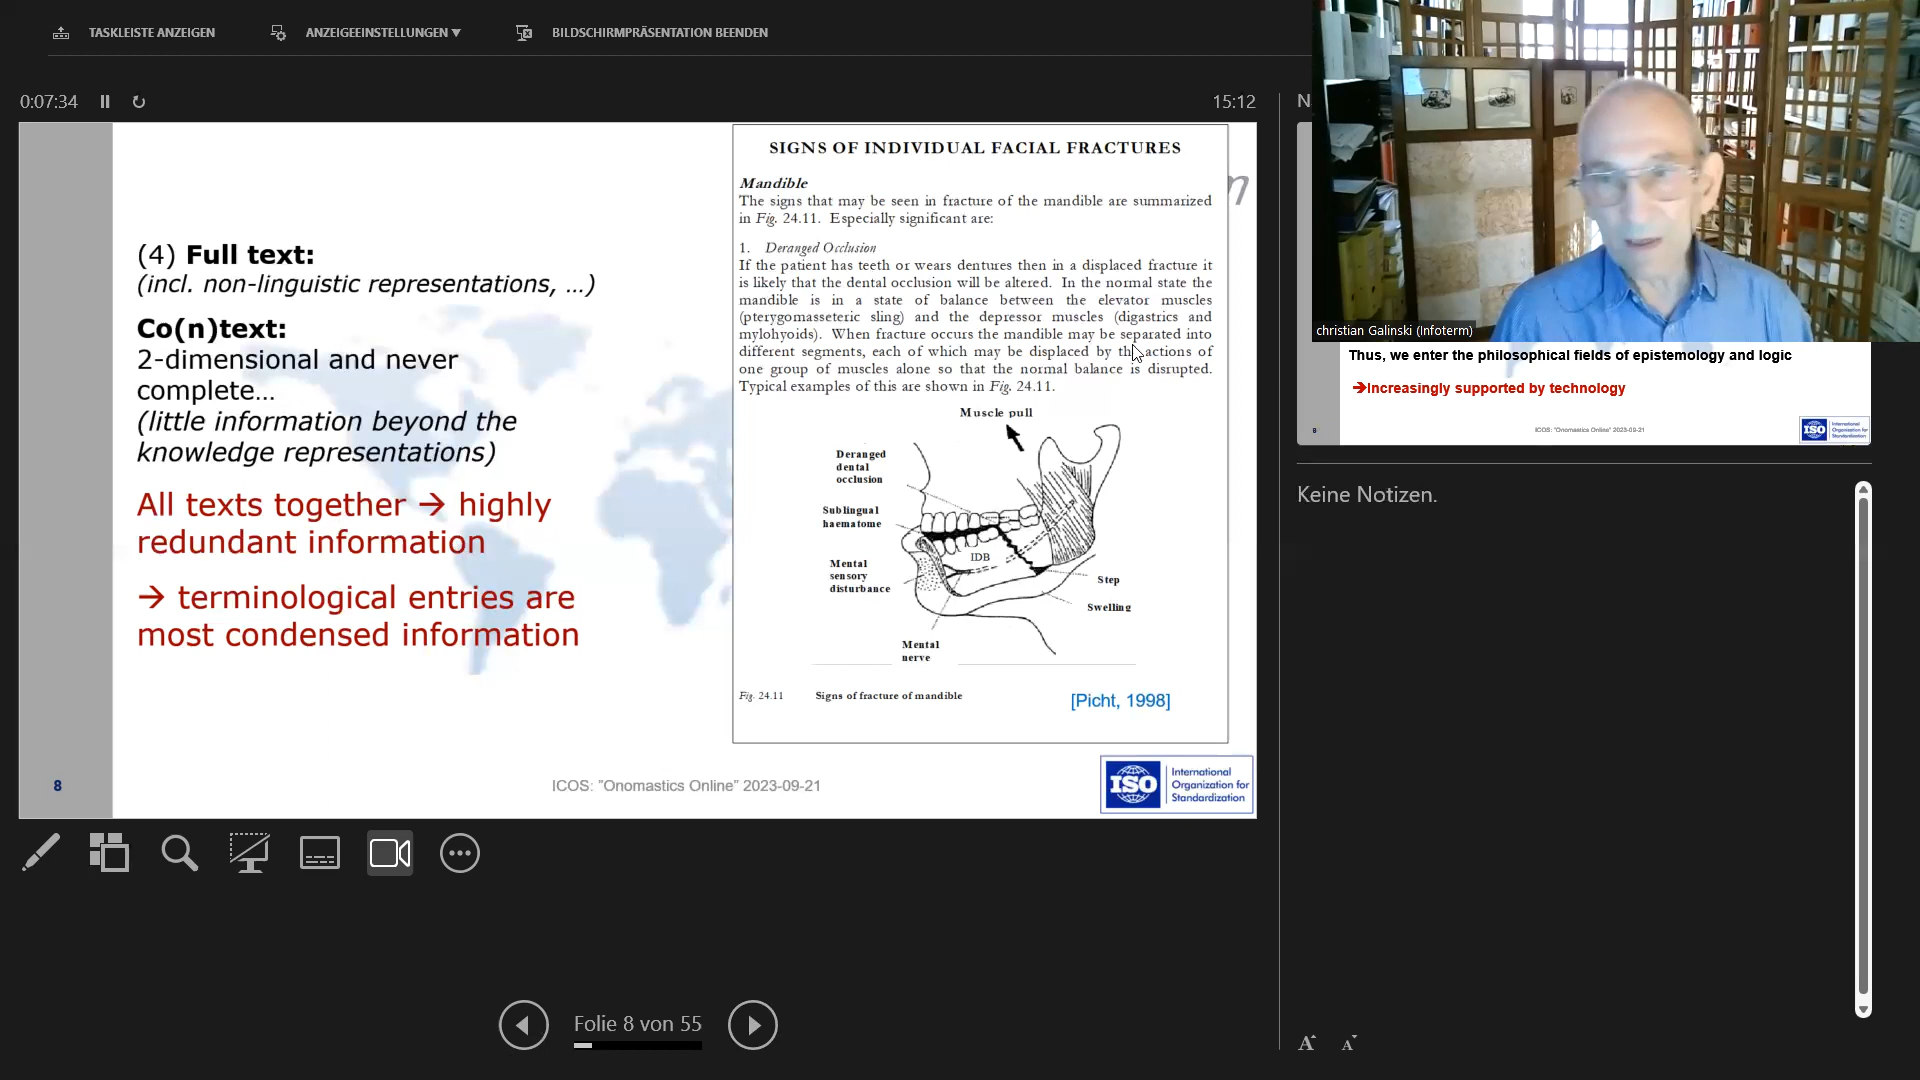 TASKLEISTE ANZEIGEN
ANZEIGEEINSTELLUNGEN ▼
BILDSCHIRMPRÄSENTATION BEENDEN
0:07:34
15:12
(4) Full text:
(incl. non-linguistic representations, …)
Co(n)text:
2-dimensional and never
complete…
(little information beyond the
knowledge representations)
All texts together → highly
redundant information
→ terminological entries are
most condensed information
SIGNS OF INDIVIDUAL FACIAL FRACTURES
Mandible
The signs that may be seen in fracture of the mandible are summarized
in Fig. 24.11. Especially significant are:
1. Deranged Occlusion
If the patient has teeth or wears dentures then in a displaced fracture it
is likely that the dental occlusion will be altered. In the normal state the
mandible is in a state of balance between the elevator muscles
(pterygomasseteric sling) and the depressor muscles (digastrics and
mylohyoids). When fracture occurs the mandible may be separated into
different segments, each of which may be displaced by the actions of
one group of muscles alone so that the normal balance is disrupted.
Typical examples of this are shown in Fig. 24.11.
Muscle pull
Deranged
dental
occlusion
Sublingual
haematome
IDB
Mental
sensory
disturbance
Step
Swelling
Mental
nerve
Fig. 24.11 Signs of fracture of mandible
[Picht, 1998]
8
ICOS: "Onomastics Online" 2023-09-21
ISO
International
Organization for
Standardization
Folie 8 von 55
christian Galinski (Infoterm)
Thus, we enter the philosophical fields of epistemology and logic
➔Increasingly supported by technology
ICOS: "Onomastics Online" 2023-09-21
ISO
International
Organization for
Standardization
Keine Notizen.
A A